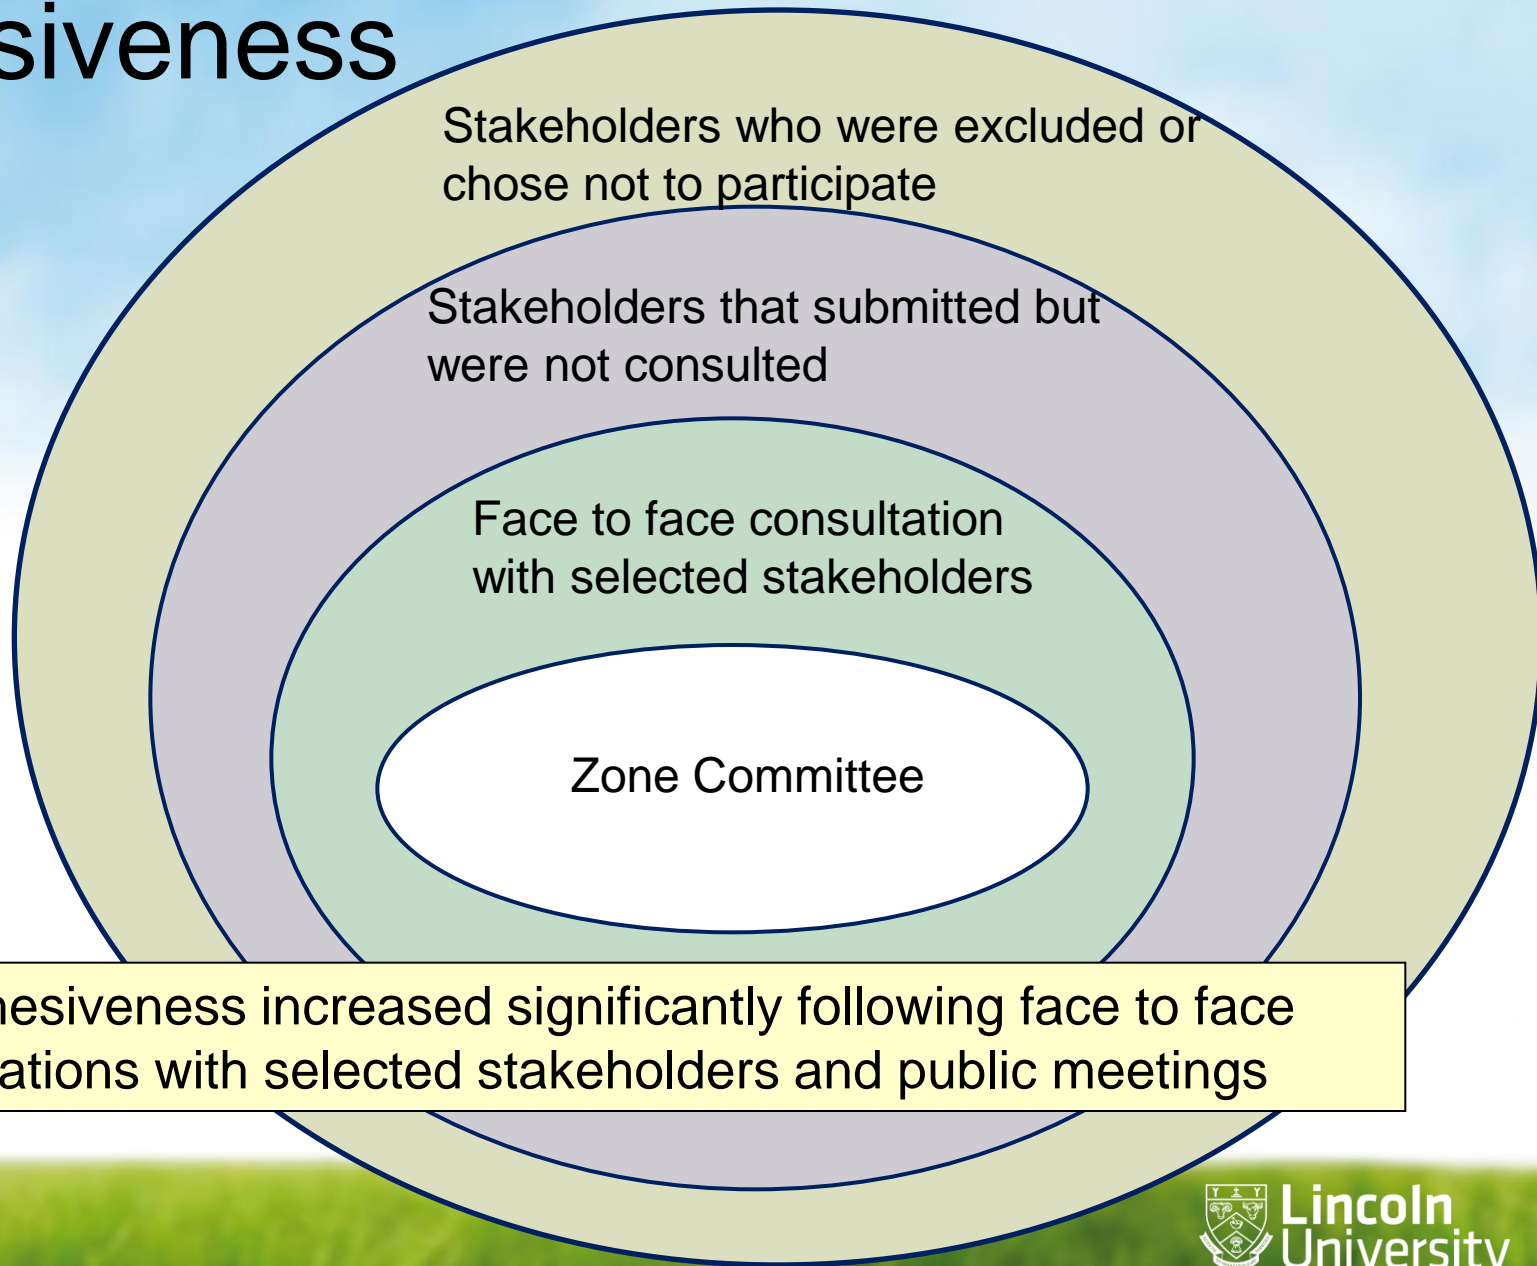 siveness
Stakeholders who were excluded or
chose not to participate
Stakeholders that submitted but
were not consulted
Face to face consultation
with selected stakeholders
Zone Committee
nesiveness increased significantly following face to face
ations with selected stakeholders and public meetings
Lincoln
University